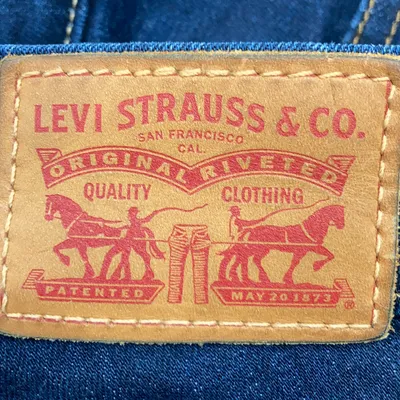 LEVI STRAUSS & CO.
SAN FRANCISCO
CAL.
ORIGINAL RIVETED
QUALITY CLOTHING
PATENTED MAY 20 1873 ®